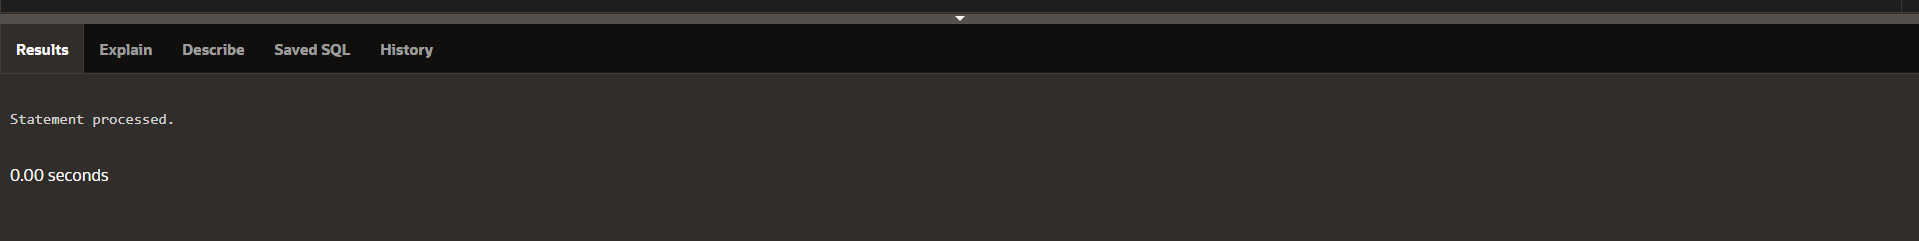 Results Explain Describe Saved SQL History
Statement processed.
0.00 seconds